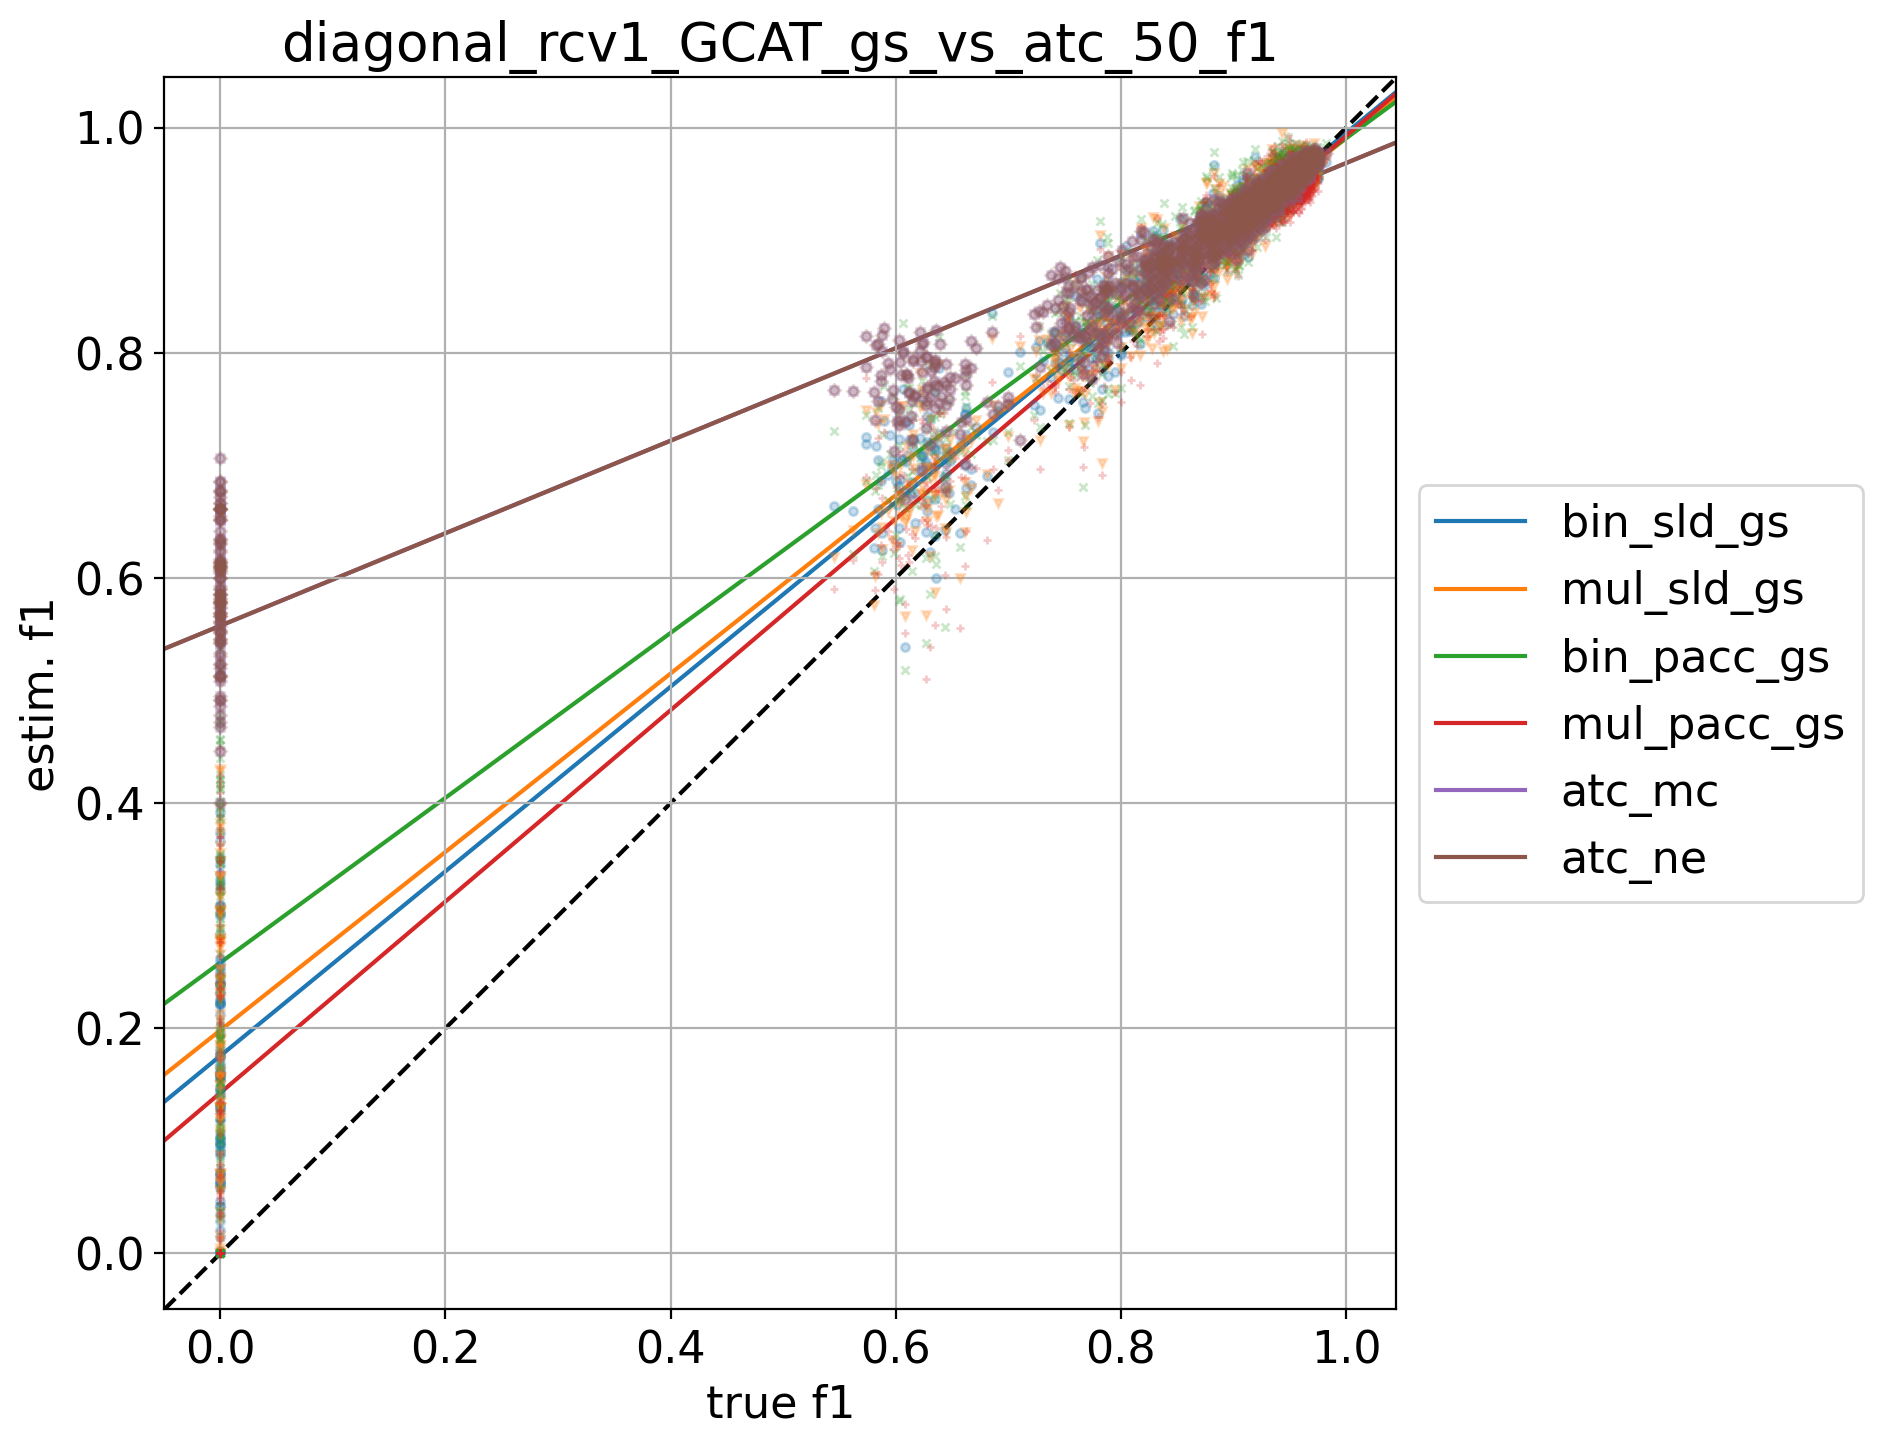 diagonal_rcv1_GCAT_gs_vs_atc_50_f1
1.0
0.8
0.6
0.4
0.2
0.0
estim. f1
0.0 0.2 0.4 0.6 0.8 1.0
true f1
bin_sld_gs
mul_sld_gs
bin_pacc_gs
mul_pacc_gs
atc_mc
atc_ne